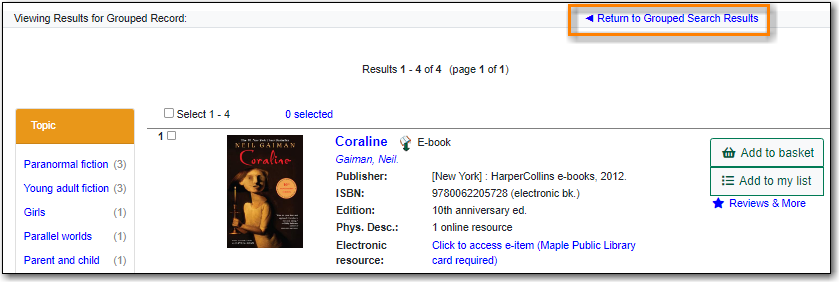 Viewing Results for Grouped Record:
◄ Return to Grouped Search Results
Results 1 - 4 of 4 (page 1 of 1)
Select 1 - 4
0 selected
Topic
Paranormal fiction (3)
Young adult fiction (3)
Girls (1)
Parallel worlds (1)
Parent and child (1)
1
NEIL GAIMAN
Coraline
Coraline E-book
Gaiman, Neil.
Publisher: [New York] : HarperCollins e-books, 2012.
ISBN: 9780062205728 (electronic bk.)
Edition: 10th anniversary ed.
Phys. Desc.: 1 online resource
Electronic Click to access e-item (Maple Public Library
resource: card required)
Add to basket
Add to my list
Reviews & More